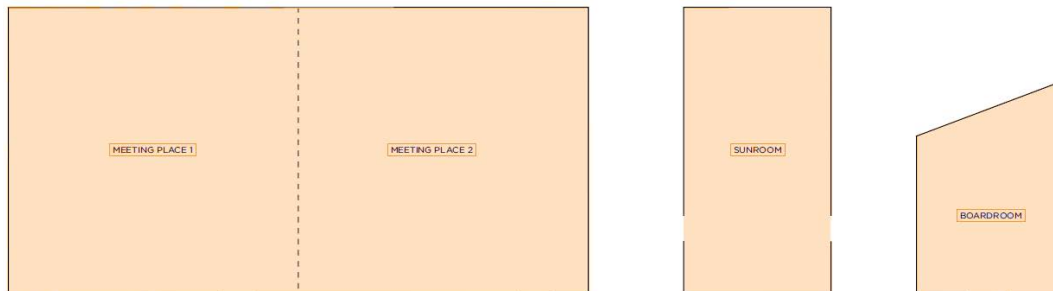 MEETING PLACE 1
MEETING PLACE 2
SUNROOM
BOARDROOM